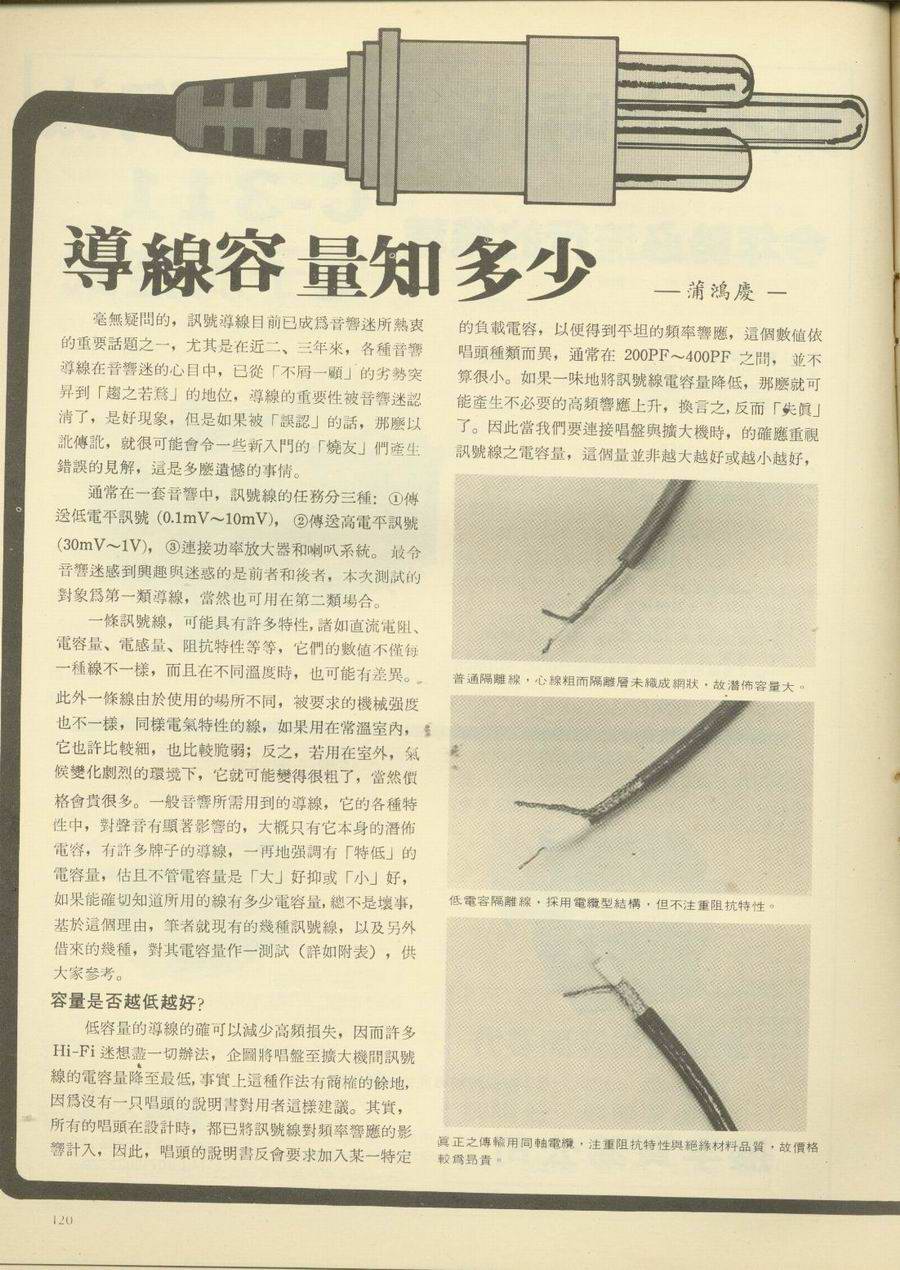 導線容量知多少
—蒲鴻慶—
毫無疑問的，訊號導線目前已成爲音響迷所熱衷
的重要話題之一，尤其是在近二、三年來，各種音響
導線在音響迷的心目中，已從「不屑一顧」的劣勢突
昇到「趨之若鶩」的地位，導線的重要性被音響迷認
淸了，是好現象，但是如果被「誤認」的話，那麽以
訛傳訛，就很可能會令一些新入門的「燒友」們產生
錯誤的見解，這是多麽遺憾的事情。
通常在一套音響中，訊號線的任務分三種：①傳
送低電平訊號 (0.1mV～10mV)，②傳送高電平訊號
(30mV～1V)，③連接功率放大器和喇叭系統。最令
音響迷感到興趣與迷惑的是前者和後者，本次測試的
對象爲第一類導線，當然也可用在第二類場合。
一條訊號線，可能具有許多特性，諸如直流電阻、
電容量、電感量、阻抗特性等等，它們的數値不僅每
一種線不一樣，而且在不同溫度時，也可能有差異。
此外一條線由於使用的場所不同，被要求的機械强度
也不一樣，同樣電氣特性的線，如果用在常溫室內，
它也許比較細，也比較脆弱；反之，若用在室外，氣
候變化劇烈的環境下，它就可能變得很粗了，當然價
格會貴很多。一般音響所需用到的導線，它的各種特
性中，對聲音有顯著影響的，大概只有它本身的潛佈
電容，有許多牌子的導線，一再地强調有「特低」的
電容量，估且不管電容量是「大」好抑或「小」好，
如果能確切知道所用的線有多少電容量，總不是壞事，
基於這個理由，筆者就現有的幾種訊號線，以及另外
借來的幾種，對其電容量作一測試（詳如附表），供
大家參考。
容量是否越低越好？
低容量的導線的確可以減少高頻損失，因而許多
Hi-Fi 迷想盡一切辦法，企圖將唱盤至擴大機間訊號
線的電容量降至最低，事實上這種作法有商榷的餘地，
因爲沒有一只唱頭的說明書對用者這樣建議。其實，
所有的唱頭在設計時，都已將訊號線對頻率響應的影
響計入，因此，唱頭的說明書反會要求加入某一特定
的負載電容，以便得到平坦的頻率響應，這個數値依
唱頭種類而異，通常在 200PF～400PF 之間，並不
算很小。如果一味地將訊號線電容量降低，那麽就可
能產生不必要的高頻響應上升，換言之，反而「失眞」
了。因此當我們要連接唱盤與擴大機時，的確應重視
訊號線之電容量，這個量並非越大越好或越小越好，
普通隔離線，心線粗而隔離層未織成網狀，故潛佈容量大。
低電容隔離線，採用電纜型結構，但不注重阻抗特性。
眞正之傳輸用同軸電纜，注重阻抗特性與絕緣材料品質，故價格
較爲昂貴。
120